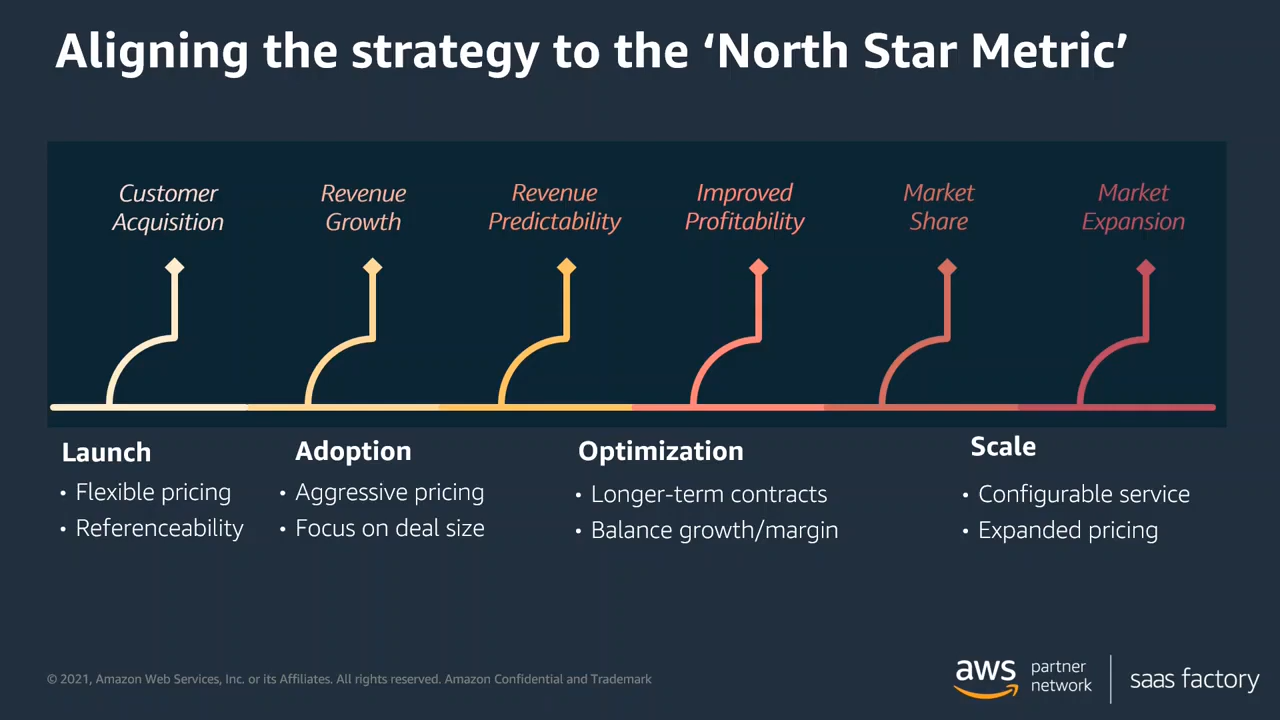 Aligning the strategy to the ‘North Star Metric’
Customer
Acquisition
Revenue
Growth
Revenue
Predictability
Improved
Profitability
Market
Share
Market
Expansion
Launch
• Flexible pricing
• Referenceability
Adoption
• Aggressive pricing
• Focus on deal size
Optimization
• Longer-term contracts
• Balance growth/margin
Scale
• Configurable service
• Expanded pricing
© 2021, Amazon Web Services, Inc. or its Affiliates. All rights reserved. Amazon Confidential and Trademark
aws
partner
network
saas factory